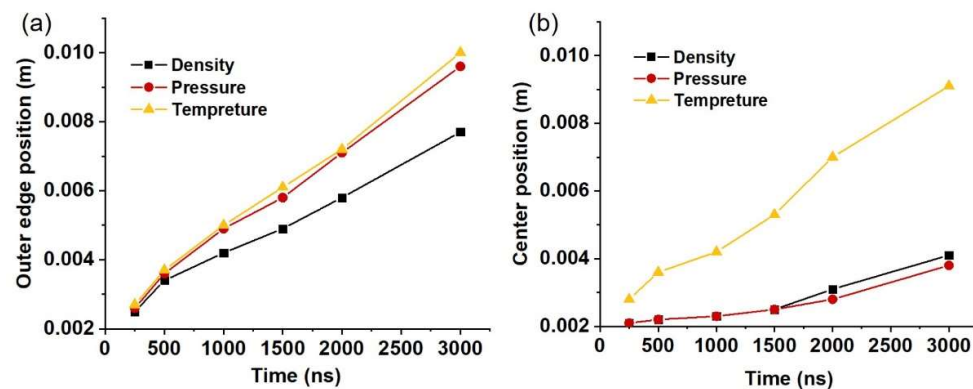 (a)
Outer edge position (m)
0.010
0.008
0.006
0.004
0.002
Density
Pressure
Tempreture
0 500 1000 1500 2000 2500 3000
Time (ns)
(b)
Center position (m)
0.010
0.008
0.006
0.004
0.002
Density
Pressure
Tempreture
0 500 1000 1500 2000 2500 3000
Time (ns)